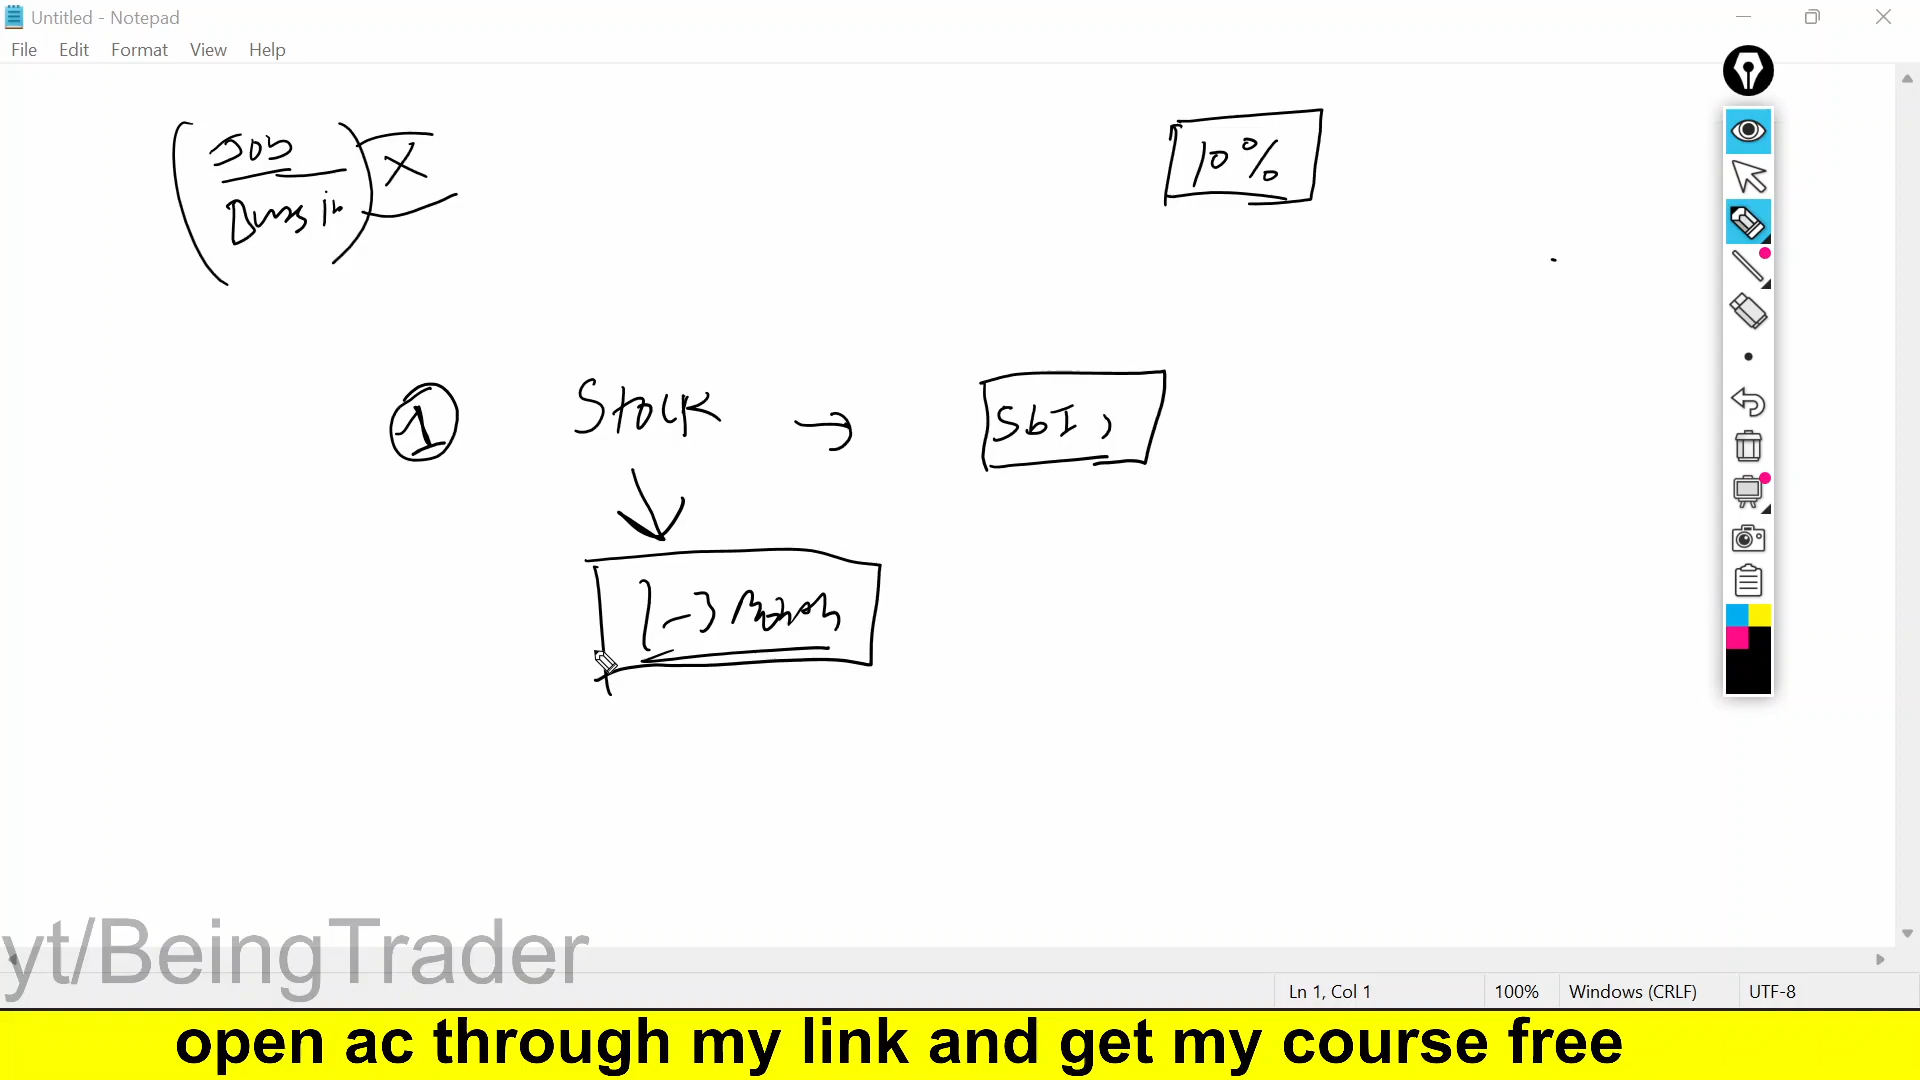 Untitled - Notepad
File Edit Format View Help
Job
10%
X
1 Stock → SbI,
1-3 Month
yt/BeingTrader
Ln 1, Col 1 100% Windows (CRLF) UTF-8
open ac through my link and get my course free